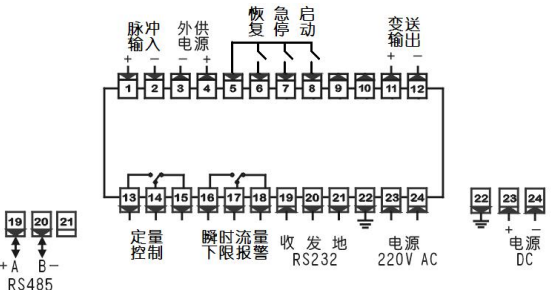 脉冲 外供 恢 急 启 变送
输入 电源 复 停 动 输出
+ − − + + −
1 2 3 4 5 6 7 8 9 10 11 12
13 14 15 16 17 18 19 20 21 22 23 24
定量 瞬时流量 收 发 地 电源
控制 下限报警 RS232 220V AC
19 20 21
+A B−
RS485
22 23 24
+ −
电源
DC